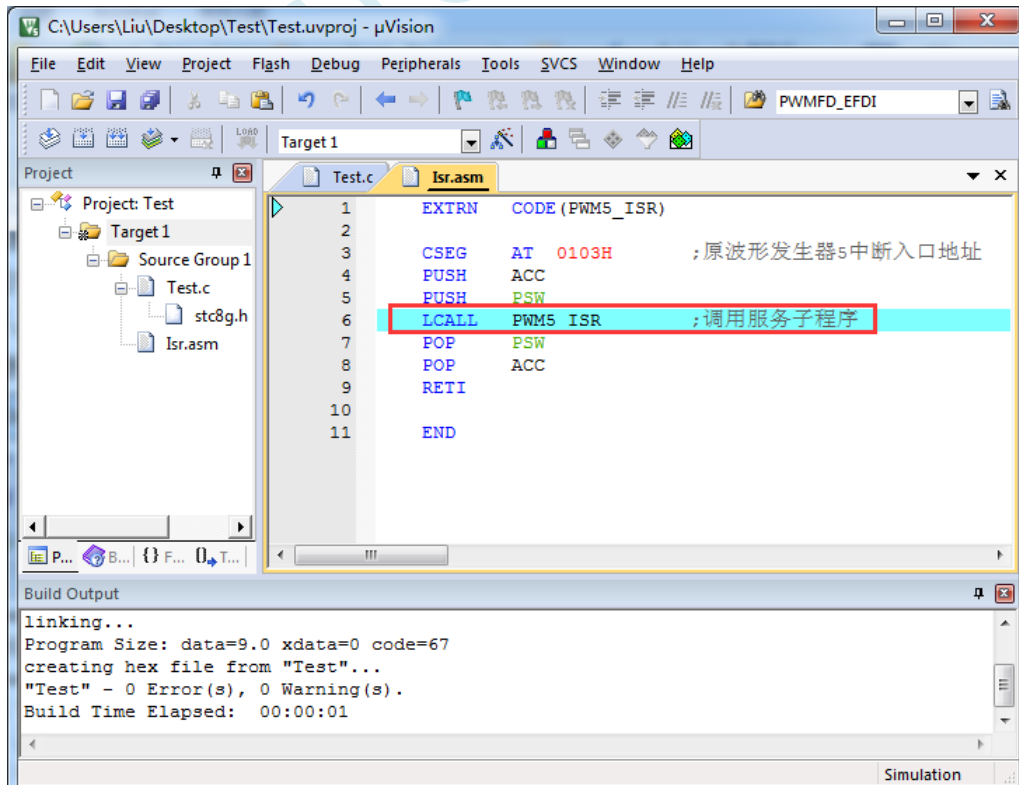 C:\Users\Liu\Desktop\Test\Test.uvproj - µVision
File Edit View Project Flash Debug Peripherals Tools SVCS Window Help
PWMFD_EFDI
LOAD Target 1
Project
Test.c Isr.asm
Project: Test
Target 1
Source Group 1
Test.c
stc8g.h
Isr.asm
1 EXTRN CODE(PWM5_ISR)
2
3 CSEG AT 0103H ;原波形发生器5中断入口地址
4 PUSH ACC
5 PUSH PSW
6 LCALL PWM5 ISR ;调用服务子程序
7 POP PSW
8 POP ACC
9 RETI
10
11 END
P... B... {} F... 0 T...
Build Output
linking...
Program Size: data=9.0 xdata=0 code=67
creating hex file from "Test"...
"Test" - 0 Error(s), 0 Warning(s).
Build Time Elapsed: 00:00:01
Simulation